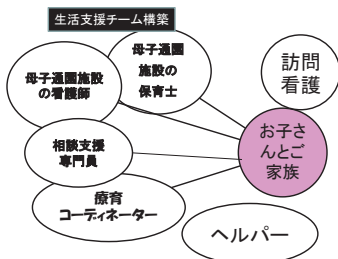 生活支援チーム構築
母子通園
施設の
保育士
訪問
看護
母子通園施設
の看護師
お子さ
んとご
家族
相談支援
専門員
療育
コーディネーター
ヘルパー